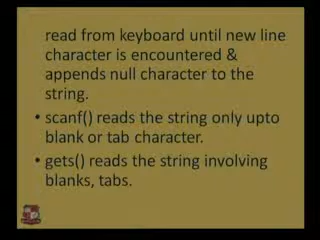 read from keyboard until new line
character is encountered &
appends null character to the
string.
• scanf() reads the string only upto
blank or tab character.
• gets() reads the string involving
blanks, tabs.